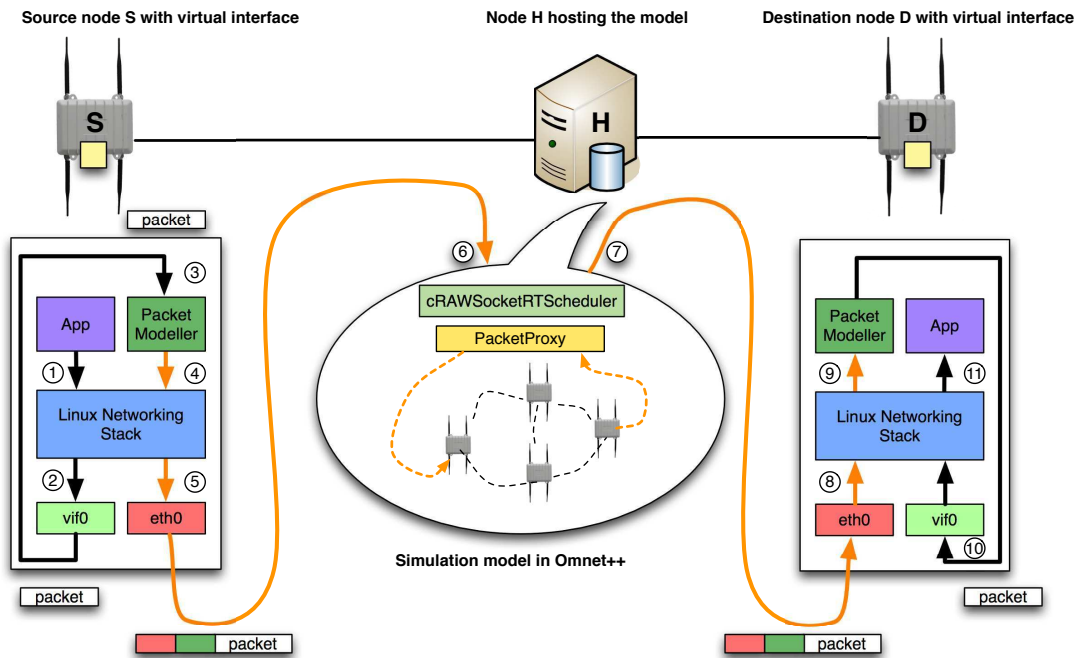 Source node S with virtual interface
Node H hosting the model
Destination node D with virtual interface
S
H
D
packet
③
App
Packet
Modeller
①
④
Linux Networking
Stack
②
⑤
vif0
eth0
packet
packet
⑥
⑦
cRAWSocketRTScheduler
PacketProxy
Simulation model in Omnet++
Packet
Modeller
App
⑨
⑪
Linux Networking
Stack
⑧
eth0
vif0
⑩
packet
packet